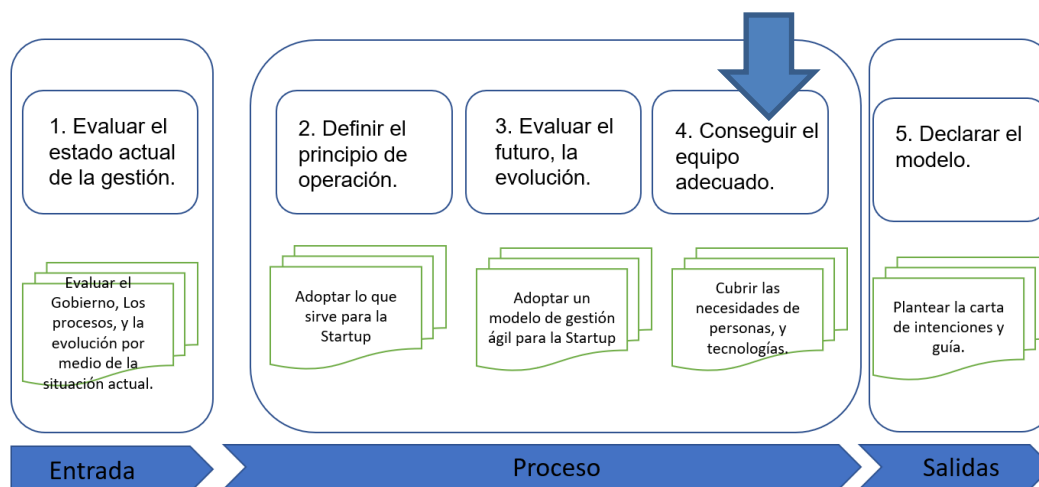 1. Evaluar el
estado actual
de la gestión.
2. Definir el
principio de
operación.
3. Evaluar el
futuro, la
evolución.
4. Conseguir el
equipo
adecuado.
5. Declarar el
modelo.
Evaluar el
Gobierno, Los
procesos, y la
evolución por
medio de la
situación actual.
Adoptar lo que
sirve para la
Startup
Adoptar un
modelo de gestión
ágil para la Startup
Cubrir las
necesidades de
personas, y
tecnologías.
Plantear la carta
de intenciones y
guía.
Entrada
Proceso
Salidas